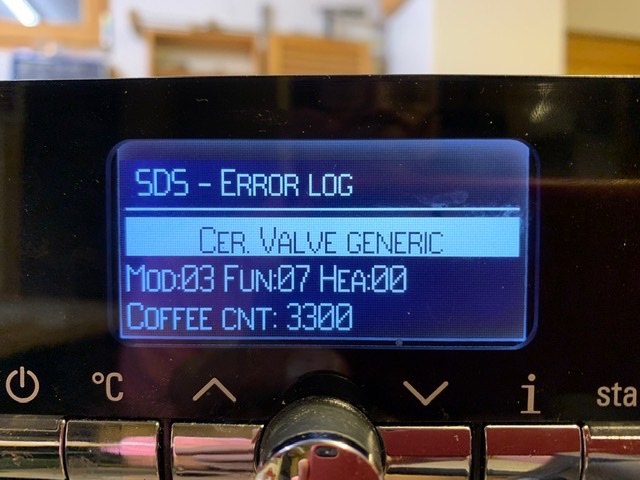 SDS - ERROR LOG
CER. VALVE GENERIC
MOD:03 FUN:07 HEA:00
COFFEE CNT: 3300
°C i sta